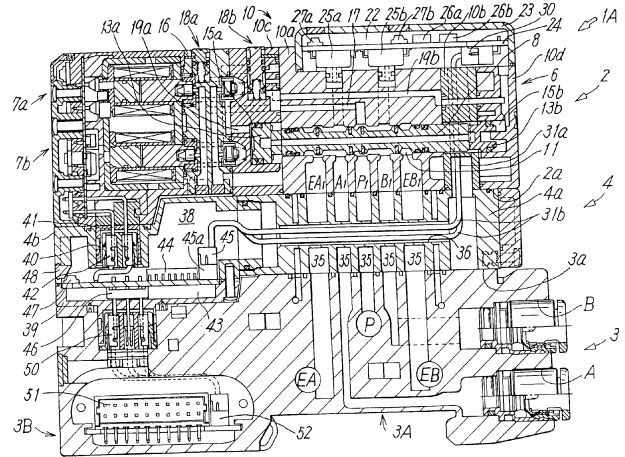 18a 15a 18b 10 10c 10a 27a 25a 17 22 25b 27b 26a 10b 26b 23 30 24 1A
13a 19a 16 8
19b 10d
7a 6
2
15b
13b
7b 31a
11
EA1 A1 P1 B1 EB1 2a
4a
41 38 4
4b 44 45a 45 31b
40
48 35 35 35 35 35 36
42 3a
47
39 43 B
46 P 3
50 A
EA EB
51
3B 52 3A